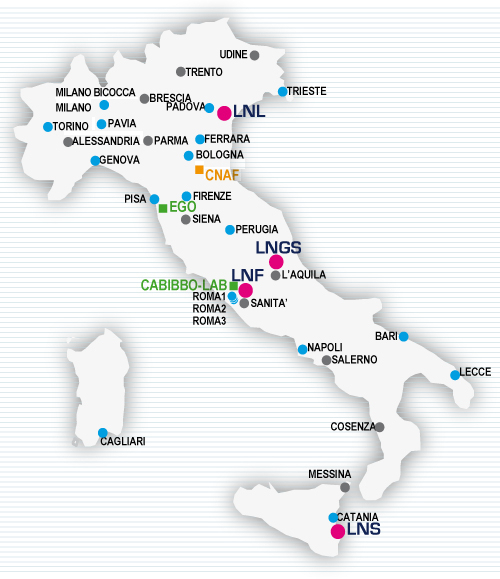 UDINE
TRENTO
MILANO BICOCCA
TRIESTE
BRESCIA
MILANO
PADOVA
LNL
TORINO
PAVIA
ALESSANDRIA
PARMA
FERRARA
GENOVA
BOLOGNA
CNAF
PISA
FIRENZE
EGO
SIENA
PERUGIA
LNGS
LNF
L'AQUILA
CABIBBO-LAB
ROMA1
SANITA'
ROMA2
ROMA3
BARI
NAPOLI
SALERNO
LECCE
COSENZA
CAGLIARI
MESSINA
CATANIA
LNS